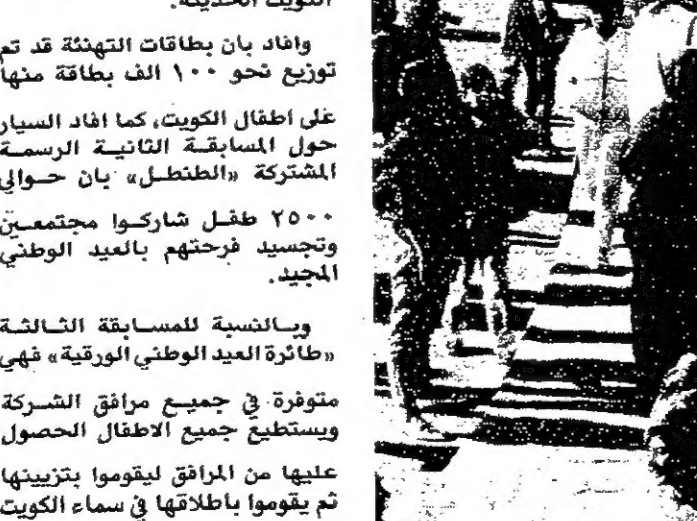 الكويت الحديثة.
وافاد بان بطاقات التهنئة قد تم
توزيع نحو ١٠٠ الف بطاقة منها
على اطفال الكويت، كما افاد السيار
حول المسابقة الثانية الرسمة
المشتركة «الطنطل» بان حوالي
٢٥٠٠ طفل شاركوا مجتمعين
وتجسيد فرحتهم بالعيد الوطني
المجيد.
وبالنسبة للمسابقة الثالثة
«طائرة العيد الوطني الورقية» فهي
متوفرة في جميع مرافق الشركة
ويستطيع جميع الاطفال الحصول
عليها من المرافق ليقوموا بتزيينها
ثم يقوموا باطلاقها في سماء الكويت